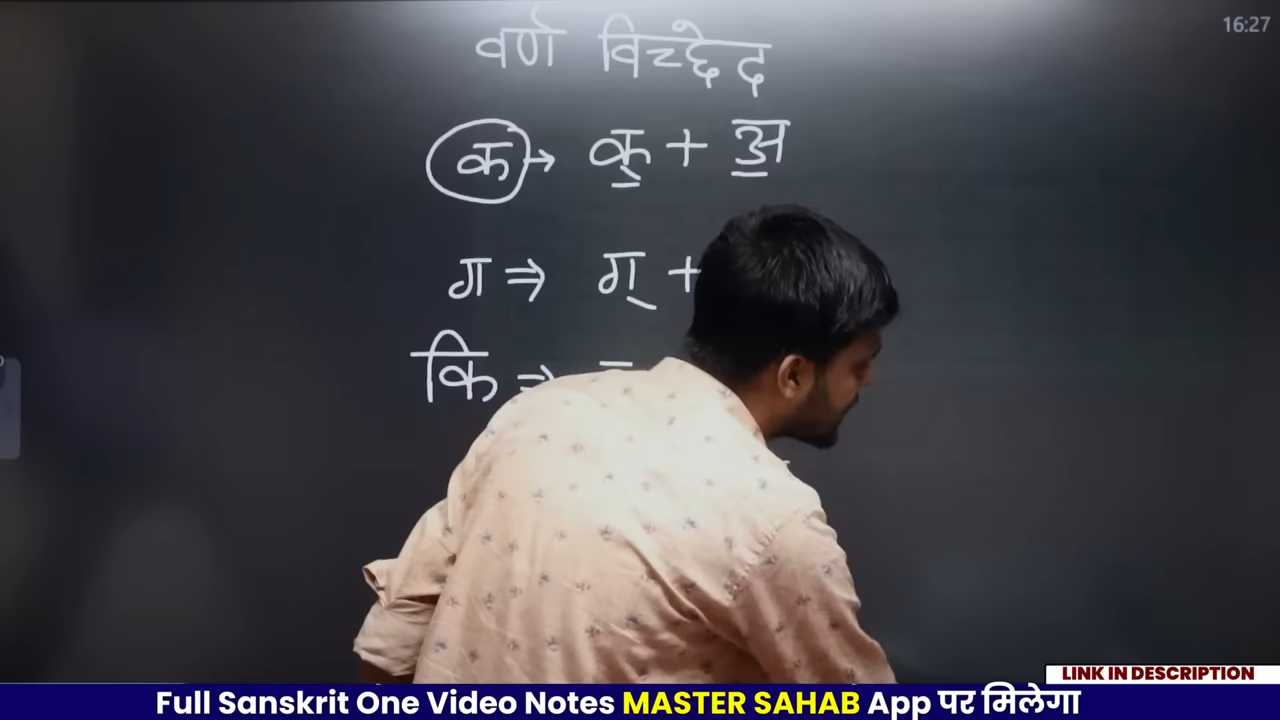 16:27
वर्ण विच्छेद
क → क् + अ
ग ⇒ ग् +
कि ⇒
LINK IN DESCRIPTION
Full Sanskrit One Video Notes MASTER SAHAB App पर मिलेगा